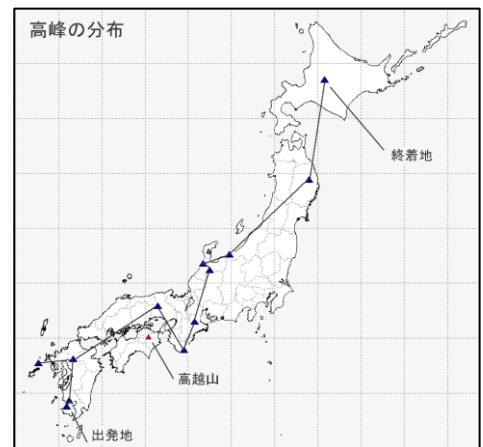 高峰の分布
終着地
高越山
出発地